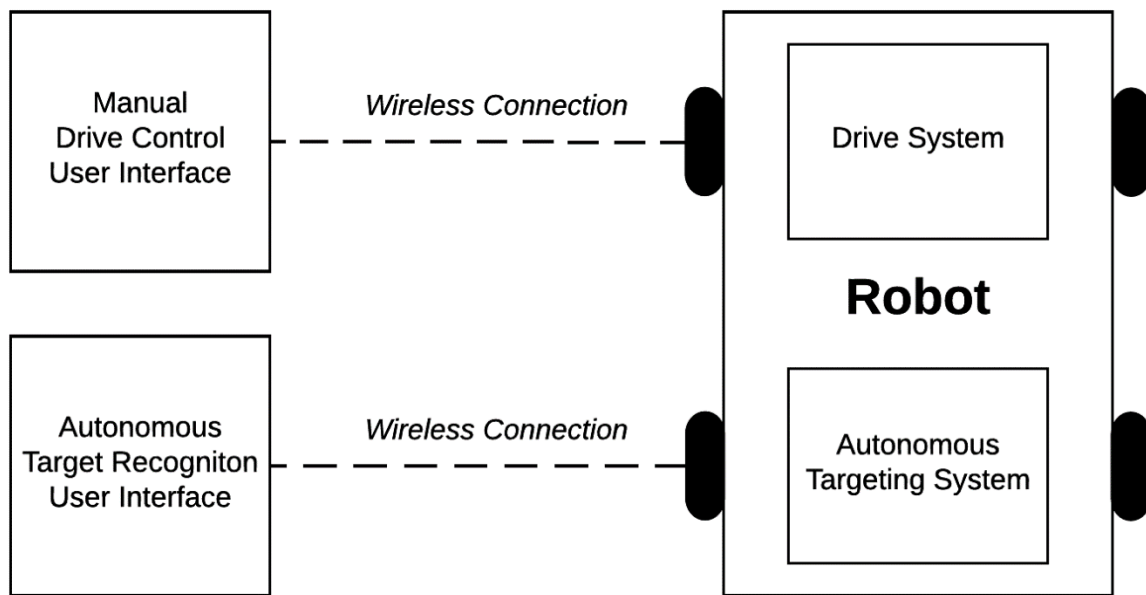 Manual
Drive Control
User Interface
Wireless Connection
Drive System
Robot
Autonomous
Target Recogniton
User Interface
Wireless Connection
Autonomous
Targeting System